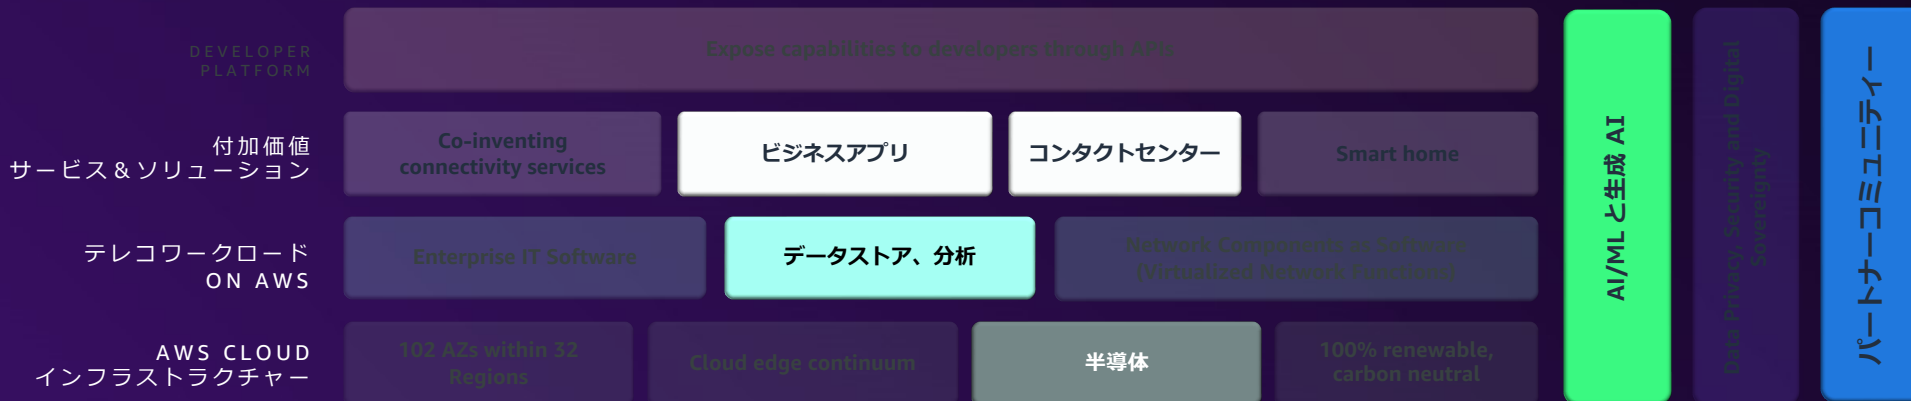 DEVELOPER
PLATFORM
Expose capabilities to developers through APIs
付加価値
サービス＆ソリューション
Co-inventing
connectivity services
ビジネスアプリ
コンタクトセンター
Smart home
テレコワークロード
ON AWS
Enterprise IT Software
データストア、分析
Network Components as Software
(Virtualized Network Functions)
AWS CLOUD
インフラストラクチャー
102 AZs within 32
Regions
Cloud edge continuum
半導体
100% renewable,
carbon neutral
AI/ML と生成 AI
Data Privacy, Security and Digital
Sovereignty
パートナーコミュニティー